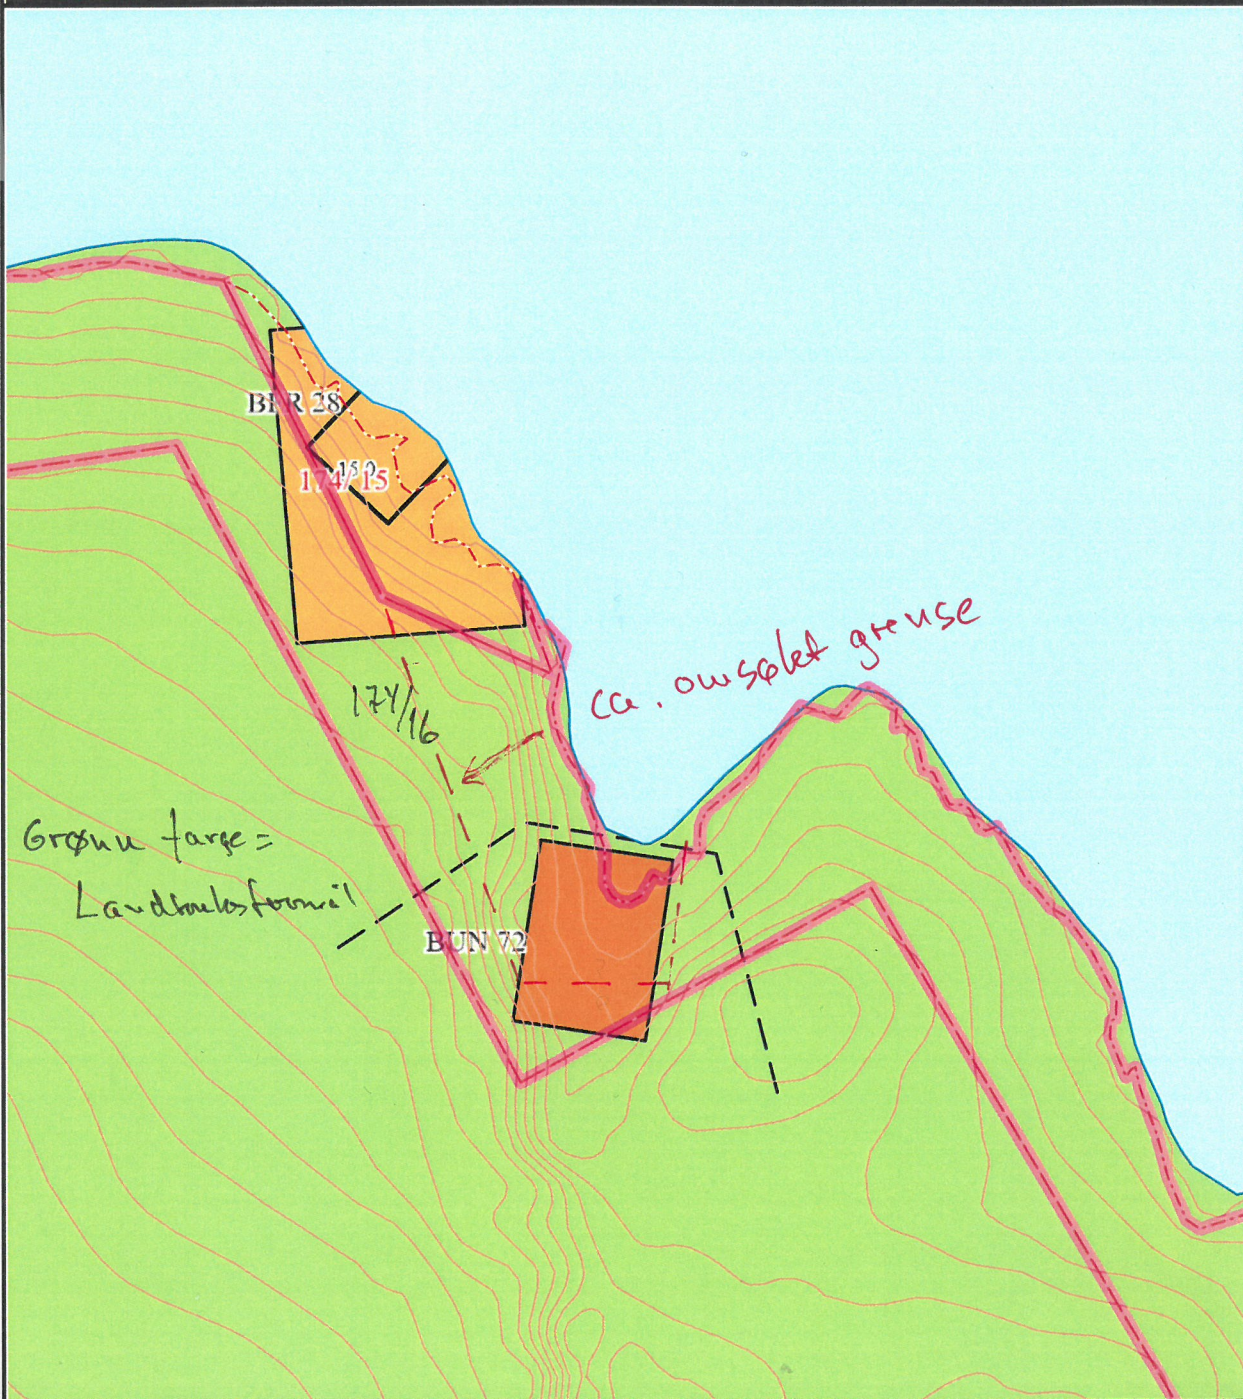 BFR 28
174/15
ca. omsøkt grense
174/16
Grønn farge =
Landbruksformål
BUN 72